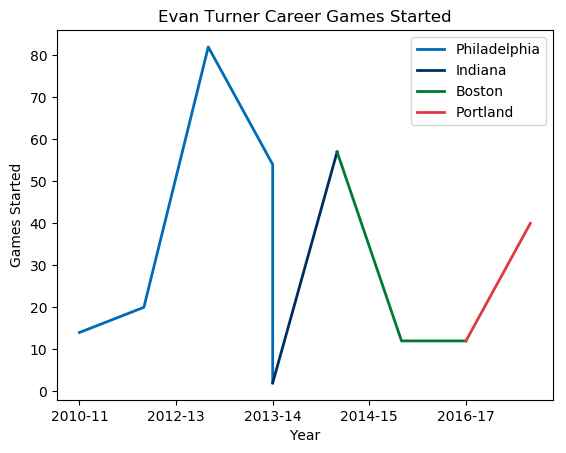 Evan Turner Career Games Started
Philadelphia
Indiana
Boston
Portland
80
70
60
50
40
30
20
10
0
Games Started
2010-11 2012-13 2013-14 2014-15 2016-17
Year